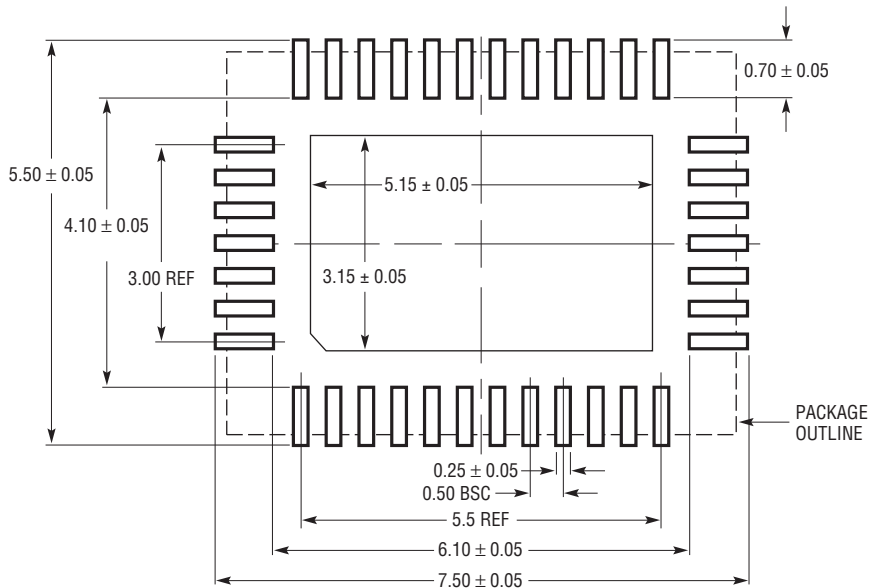 0.70 ± 0.05
5.50 ± 0.05
5.15 ± 0.05
4.10 ± 0.05
3.00 REF
3.15 ± 0.05
PACKAGE
OUTLINE
0.25 ± 0.05
0.50 BSC
5.5 REF
6.10 ± 0.05
7.50 ± 0.05